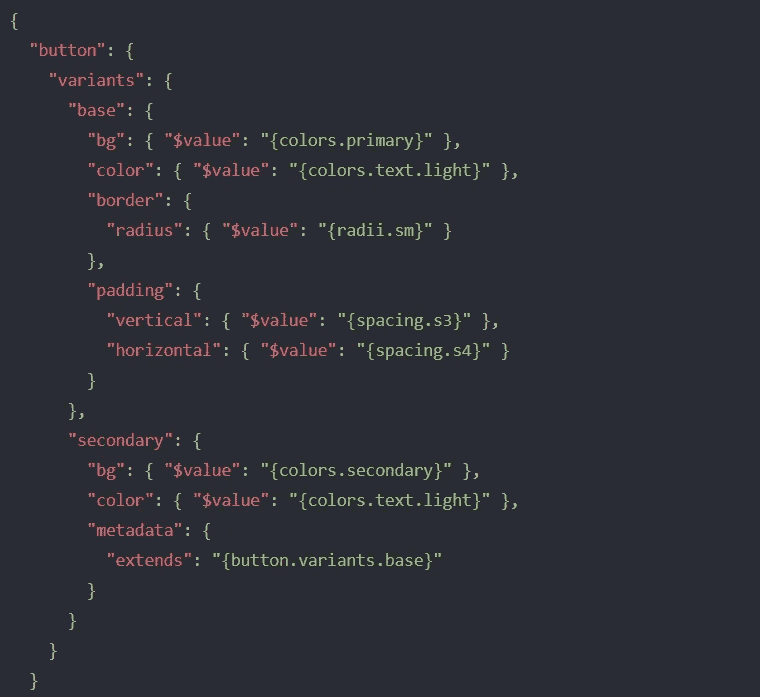 {
  "button": {
    "variants": {
      "base": {
        "bg": { "$value": "{colors.primary}" },
        "color": { "$value": "{colors.text.light}" },
        "border": {
          "radius": { "$value": "{radii.sm}" }
        },
        "padding": {
          "vertical": { "$value": "{spacing.s3}" },
          "horizontal": { "$value": "{spacing.s4}" }
        }
      },
      "secondary": {
        "bg": { "$value": "{colors.secondary}" },
        "color": { "$value": "{colors.text.light}" },
        "metadata": {
          "extends": "{button.variants.base}"
        }
      }
    }
  }